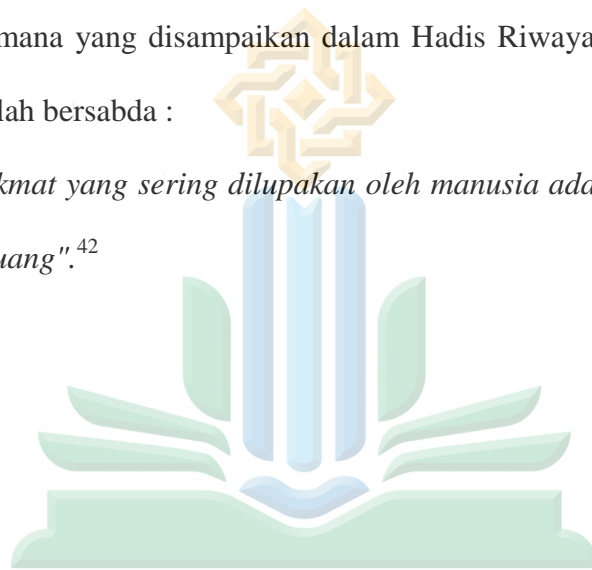 mana yang disampaikan dalam Hadis Riwaya
lah bersabda :
kmat yang sering dilupakan oleh manusia ada
uang".⁴²